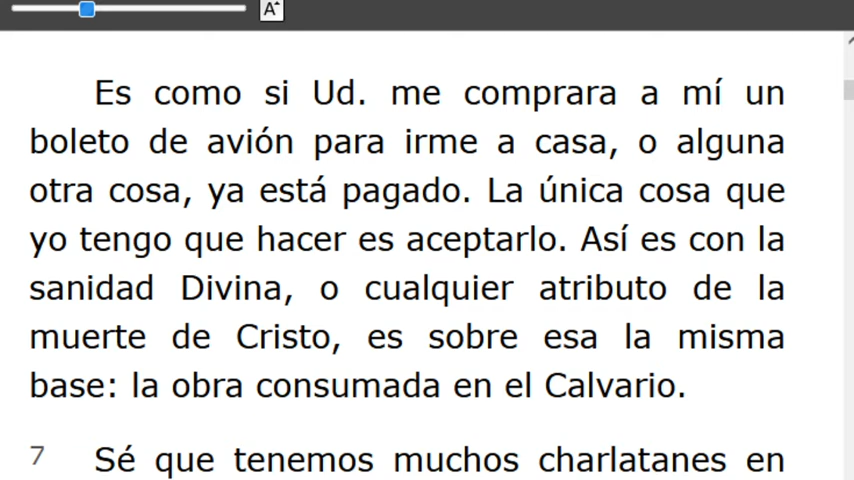 A
Es como si Ud. me comprara a mí un
boleto de avión para irme a casa, o alguna
otra cosa, ya está pagado. La única cosa que
yo tengo que hacer es aceptarlo. Así es con la
sanidad Divina, o cualquier atributo de la
muerte de Cristo, es sobre esa la misma
base: la obra consumada en el Calvario.
7 Sé que tenemos muchos charlatanes en